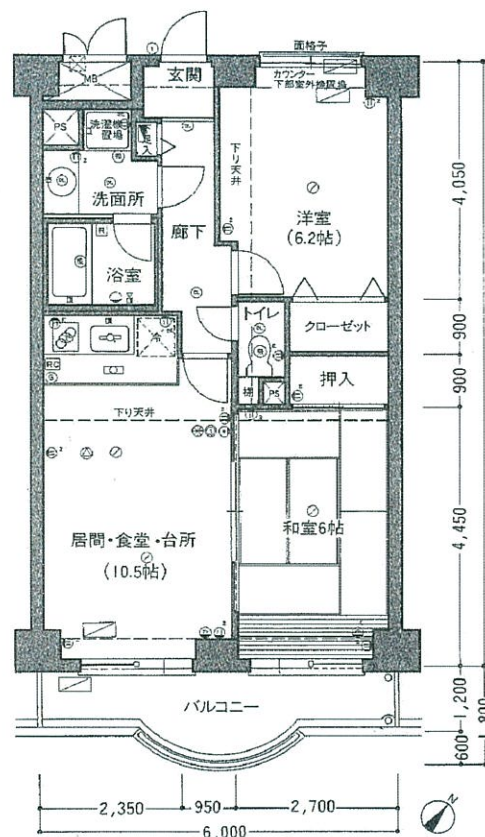 面格子
カウンター
下部室外機置場
MB
玄関
PS
洗濯機
置場
下り天井
洗面所
洋室
(6.2帖)
廊下
浴室
トイレ
クローゼット
冷
押入
棚
PS
下り天井
居間・食堂・台所
(10.5帖)
和室6帖
バルコニー
4,050
900
900
4,450
1,200
600
2,350
950
2,700
6,000
N